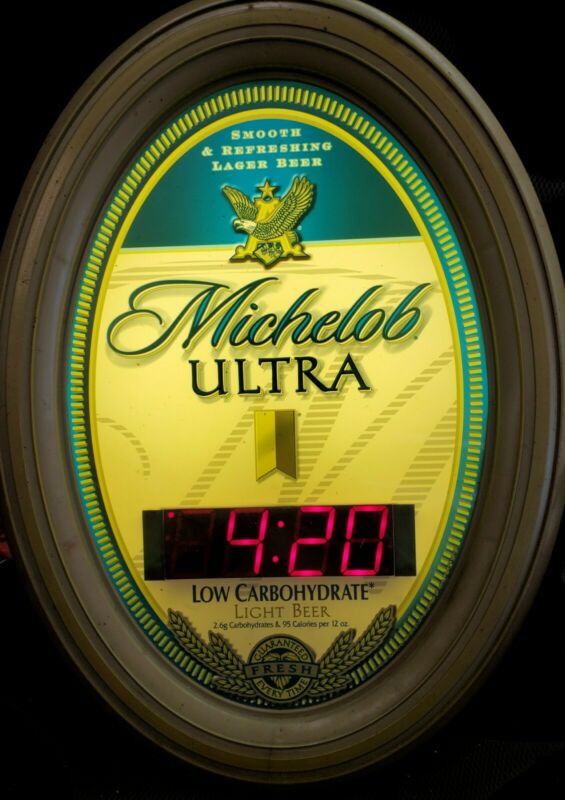 SMOOTH
& REFRESHING
LAGER BEER
Michelob
ULTRA
4:20
LOW CARBOHYDRATE*
LIGHT BEER
2.6g Carbohydrates & 95 Calories per 12 oz.
GUARANTEED
FRESH
EVERY TIME